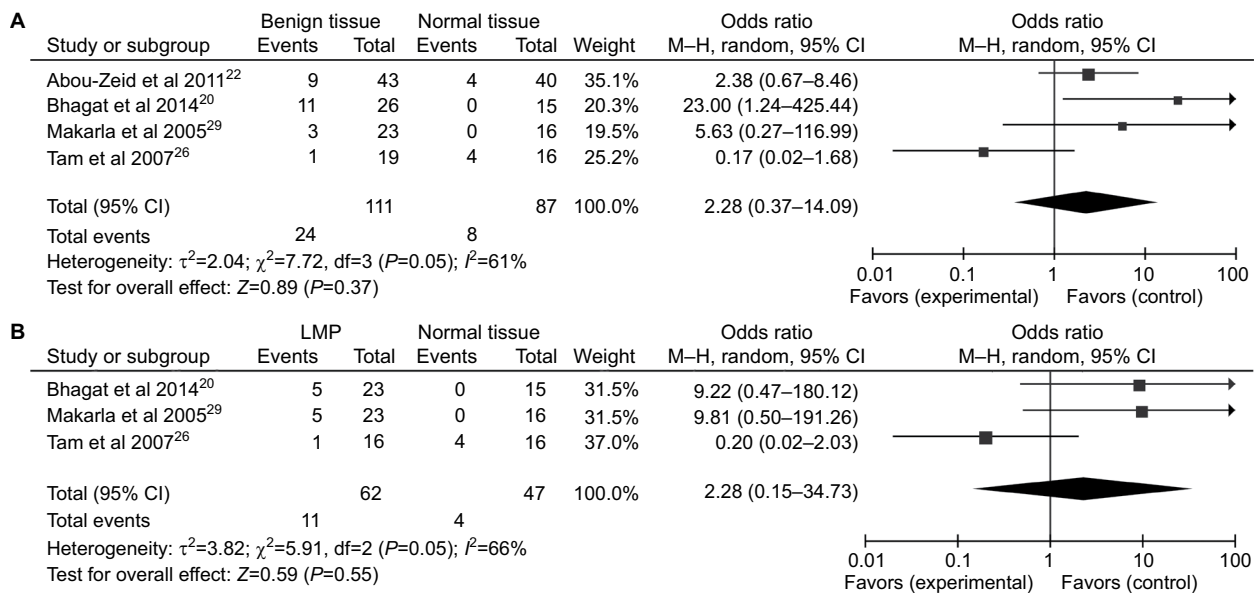 A Benign tissue Normal tissue Odds ratio Odds ratio
Study or subgroup Events Total Events Total Weight M–H, random, 95% CI M–H, random, 95% CI
Abou-Zeid et al 2011²² 9 43 4 40 35.1% 2.38 (0.67–8.46)
Bhagat et al 2014²⁰ 11 26 0 15 20.3% 23.00 (1.24–425.44)
Makarla et al 2005²⁹ 3 23 0 16 19.5% 5.63 (0.27–116.99)
Tam et al 2007²⁶ 1 19 4 16 25.2% 0.17 (0.02–1.68)
Total (95% CI) 111 87 100.0% 2.28 (0.37–14.09)
Total events 24 8
Heterogeneity: τ²=2.04; χ²=7.72, df=3 (P=0.05); I²=61%
Test for overall effect: Z=0.89 (P=0.37)
0.01 0.1 1 10 100
Favors (experimental) Favors (control)
B LMP Normal tissue Odds ratio Odds ratio
Study or subgroup Events Total Events Total Weight M–H, random, 95% CI M–H, random, 95% CI
Bhagat et al 2014²⁰ 5 23 0 15 31.5% 9.22 (0.47–180.12)
Makarla et al 2005²⁹ 5 23 0 16 31.5% 9.81 (0.50–191.26)
Tam et al 2007²⁶ 1 16 4 16 37.0% 0.20 (0.02–2.03)
Total (95% CI) 62 47 100.0% 2.28 (0.15–34.73)
Total events 11 4
Heterogeneity: τ²=3.82; χ²=5.91, df=2 (P=0.05); I²=66%
Test for overall effect: Z=0.59 (P=0.55)
0.01 0.1 1 10 100
Favors (experimental) Favors (control)